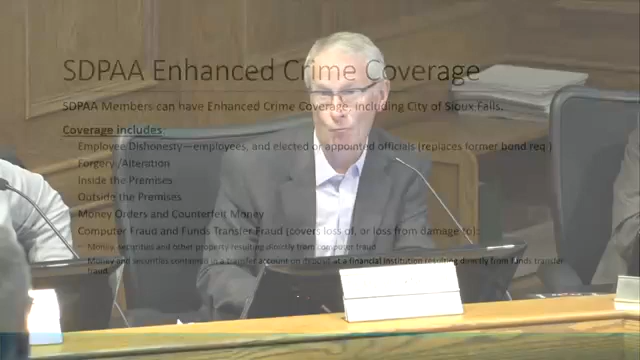 SDPAA Enhanced Crime Coverage
SDPAA Members can have Enhanced Crime Coverage, including City of Sioux Falls.
Coverage includes:
Employee Dishonesty—employees, and elected or appointed officials (replaces former bond req.)
Forgery/Alteration
Inside the Premises
Outside the Premises
Money Orders and Counterfeit Money
Computer Fraud and Funds Transfer Fraud (covers loss of, or loss from damage to):
Money, securities and other property resulting directly from computer fraud
Money and securities contained in a transfer account on deposit at a financial institution resulting directly from funds transfer
fraud.